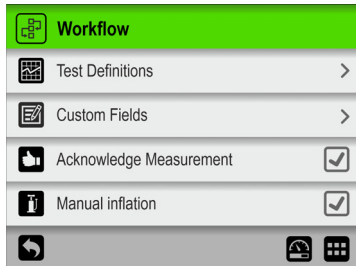 Workflow
Test Definitions
Custom Fields
Acknowledge Measurement
Manual inflation